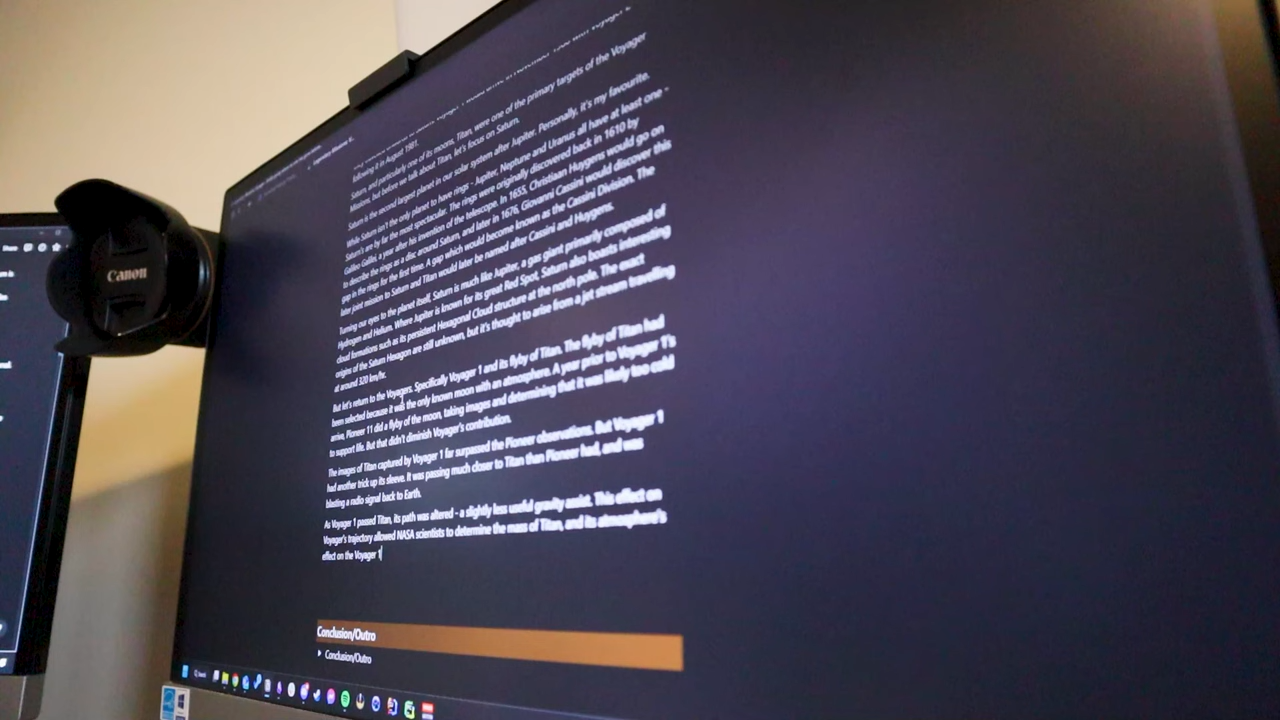 following it in August 1981.
Saturn, and particularly one of its moons, Titan, were one of the primary targets of the Voyager
Missions, but before we talk about Titan, let's focus on Saturn.
Saturn is the second largest planet in our solar system after Jupiter. Personally, it's my favourite.
While Saturn isn't the only planet to have rings - Jupiter, Neptune and Uranus all have at least one -
Saturn's are by far the most spectacular. The rings were originally discovered back in 1610 by
Galileo Galilei, a year after his invention of the telescope. In 1655, Christiaan Huygens would go on
to describe the rings as a disc around Saturn, and later in 1676, Giovanni Cassini would discover this
gap in the rings for the first time. A gap which would become known as the Cassini Division. The
later joint mission to Saturn and Titan would later be named after Cassini and Huygens.
Turning our eyes to the planet itself, Saturn is much like Jupiter, a gas giant primarily composed of
Hydrogen and Helium. Where Jupiter is known for its great Red Spot, Saturn also boasts interesting
cloud formations such as its persistent Hexagonal Cloud structure at the north pole. The exact
origins of the Saturn Hexagon are still unknown, but it's thought to arise from a jet stream travelling
at around 320 km/hr.
But let's return to the Voyagers. Specifically Voyager 1 and its flyby of Titan. The flyby of Titan had
been selected because it was the only known moon with an atmosphere. A year prior to Voyager 1's
arrive, Pioneer 11 did a flyby of the moon, taking images and determining that it was likely too cold
to support life. But that didn't diminish Voyager's contribution.
The images of Titan captured by Voyager 1 far surpassed the Pioneer observations. But Voyager 1
had another trick up its sleeve. It was passing much closer to Titan than Pioneer had, and was
blasting a radio signal back to Earth.
As Voyager 1 passed Titan, its path was altered - a slightly less useful gravity assist. This effect on
Voyager's trajectory allowed NASA scientists to determine the mass of Titan, and its atmosphere's
effect on the Voyager 1
Conclusion/Outro
Conclusion/Outro
Canon
Share